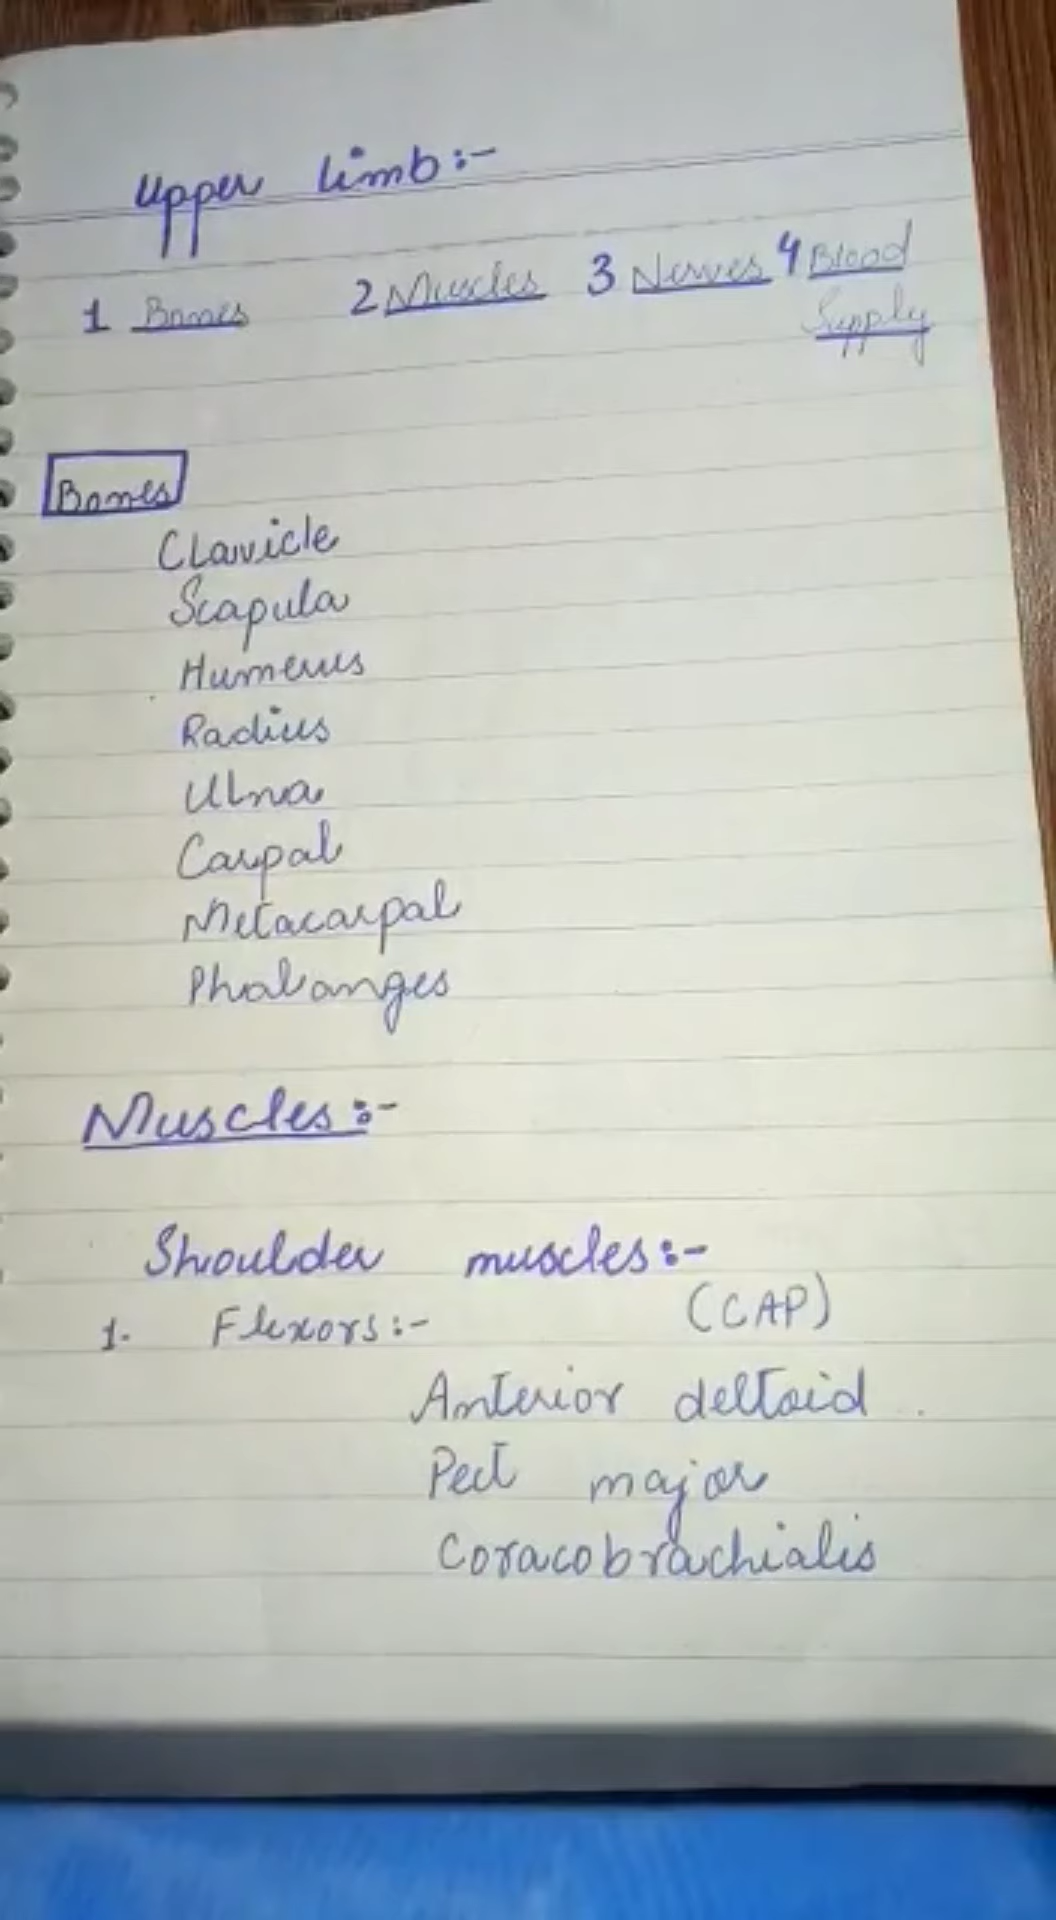 Upper limb:-
1 Bones 2 Muscles 3 Nerves 4 Blood
Supply
Bones
Clavicle
Scapula
Humerus
Radius
Ulna
Carpal
Metacarpal
Phalanges
Muscles:-
Shoulder muscles:-
1. Flexors:- (CAP)
Anterior deltoid
Pect major
Coracobrachialis